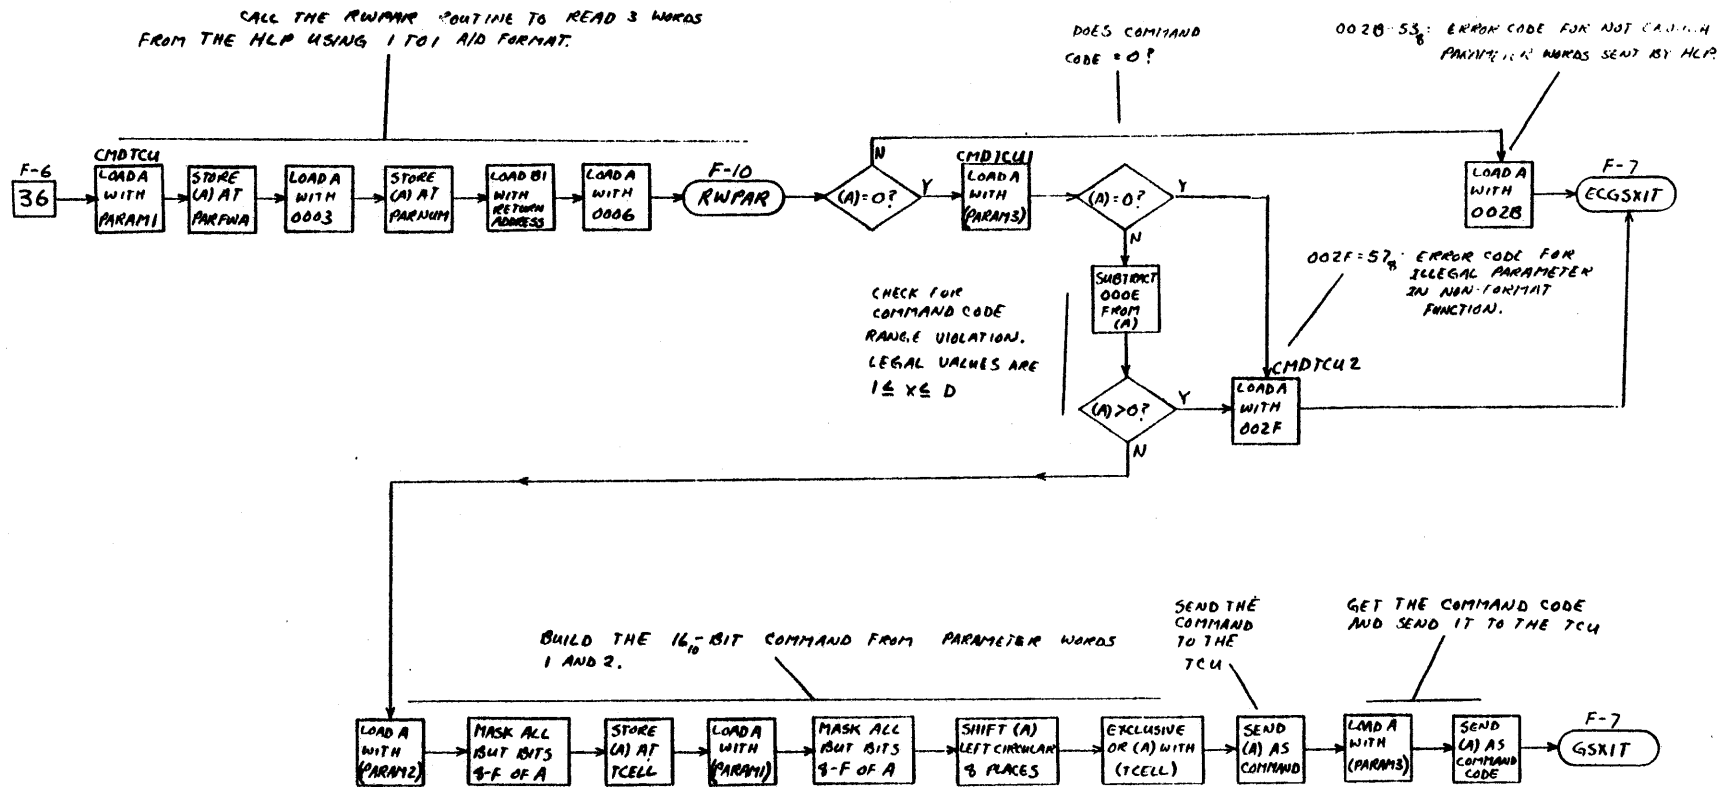 CALL THE RWPAR ROUTINE TO READ 3 WORDS
FROM THE HLP USING 1 TO 1 A/D FORMAT.
DOES COMMAND
CODE = 0?
002B=53₈: ERROR CODE FOR NOT
PARAMETER WORDS SENT BY HLP.
F-6
36
CMDTCU
LOAD A
WITH
PARAM1
STORE
(A) AT
PARFWA
LOAD A
WITH
0003
STORE
(A) AT
PARNUM
LOAD B1
WITH
RETURN
ADDRESS
LOAD A
WITH
0006
F-10
RWPAR
(A)=0?
N
Y
CMDTCU1
LOAD A
WITH
(PARAM3)
(A)=0?
Y
N
LOAD A
WITH
002B
F-7
ECGSXIT
SUBTRACT
000E
FROM
(A)
CHECK FOR
COMMAND CODE
RANGE VIOLATION.
LEGAL VALUES ARE
1 ≤ X ≤ D
002F=57₈: ERROR CODE FOR
ILLEGAL PARAMETER
IN NON-FORMAT
FUNCTION.
(A)>0?
Y
N
CMDTCU2
LOAD A
WITH
002F
BUILD THE 16₁₀-BIT COMMAND FROM PARAMETER WORDS
1 AND 2.
SEND THE
COMMAND
TO THE
TCU
GET THE COMMAND CODE
AND SEND IT TO THE TCU
LOAD A
WITH
(PARAM2)
MASK ALL
BUT BITS
8-F OF A
STORE
(A) AT
TCELL
LOAD A
WITH
(PARAM1)
MASK ALL
BUT BITS
8-F OF A
SHIFT (A)
LEFT CIRCULAR
8 PLACES
EXCLUSIVE
OR (A) WITH
(TCELL)
SEND
(A) AS
COMMAND
LOAD A
WITH
(PARAM3)
SEND
(A) AS
COMMAND
CODE
F-7
GSXIT